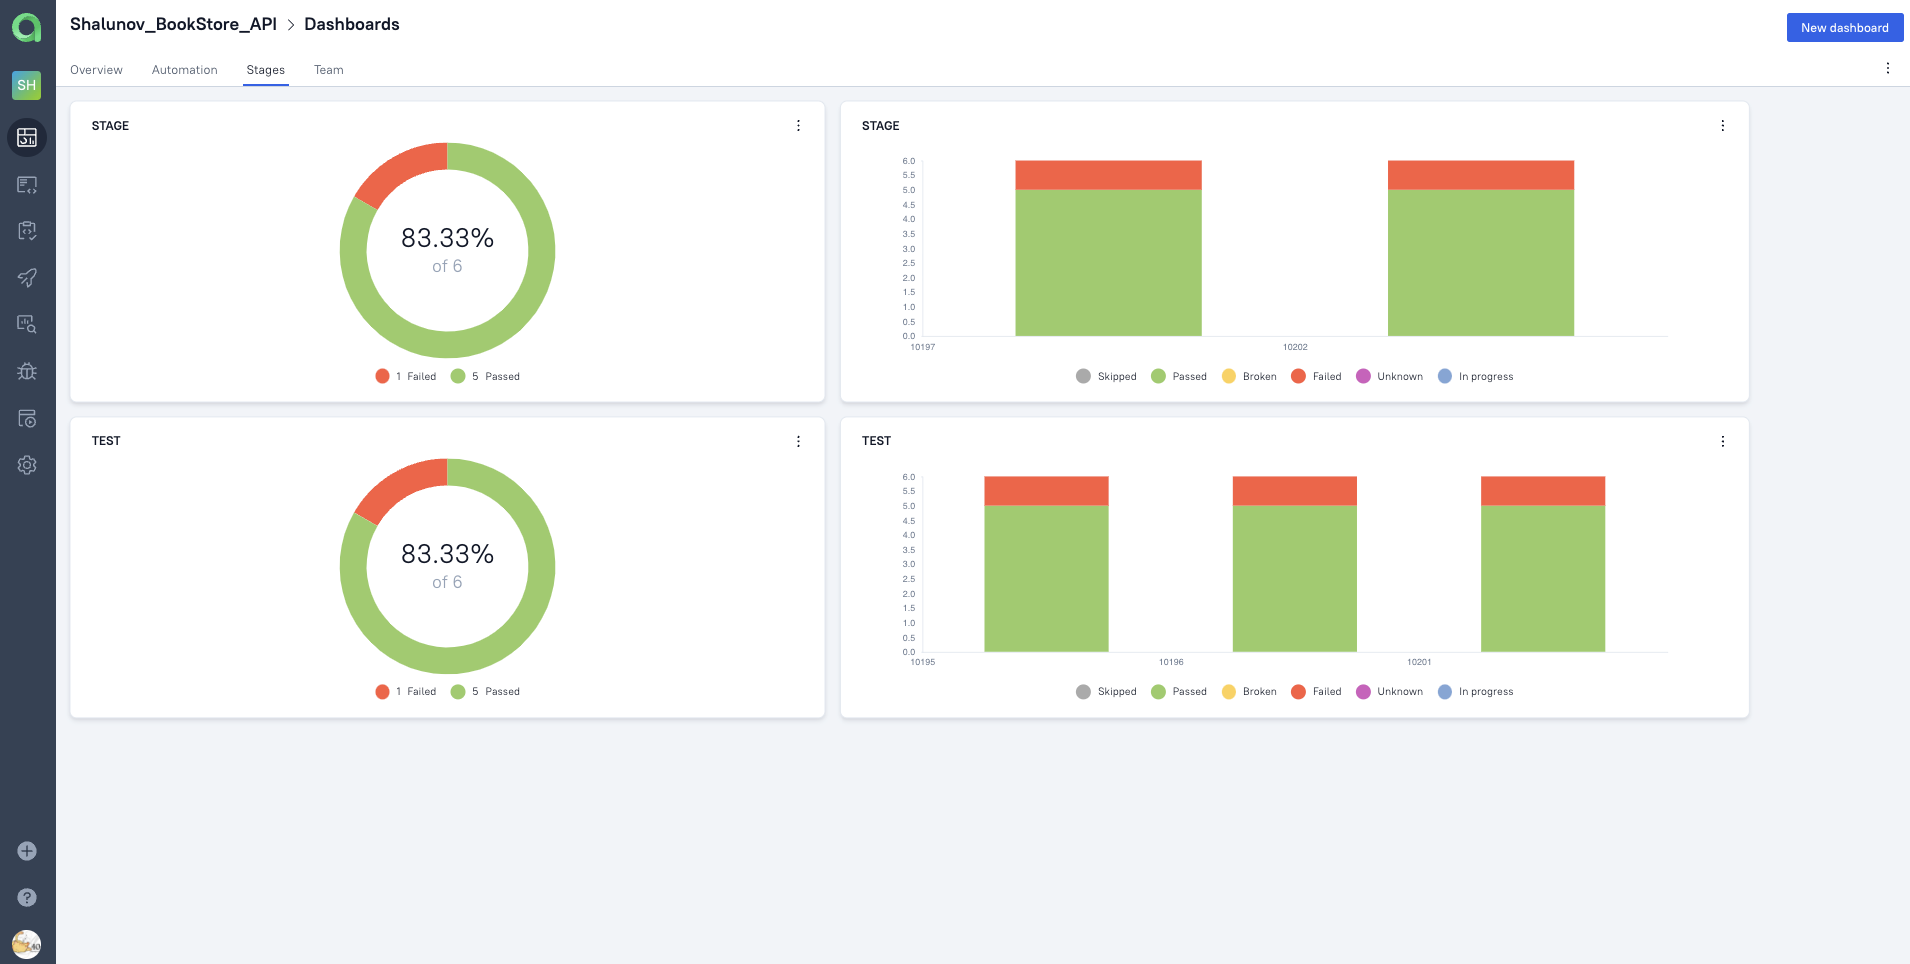 Shalunov_BookStore_API > Dashboards
New dashboard
Overview Automation Stages Team
SH
STAGE
83.33%
of 6
1 Failed 5 Passed
STAGE
6.0
5.5
5.0
4.5
4.0
3.5
3.0
2.5
2.0
1.5
1.0
0.5
0.0
10197 10202
Skipped Passed Broken Failed Unknown In progress
TEST
83.33%
of 6
1 Failed 5 Passed
TEST
6.0
5.5
5.0
4.5
4.0
3.5
3.0
2.5
2.0
1.5
1.0
0.5
0.0
10195 10196 10201
Skipped Passed Broken Failed Unknown In progress